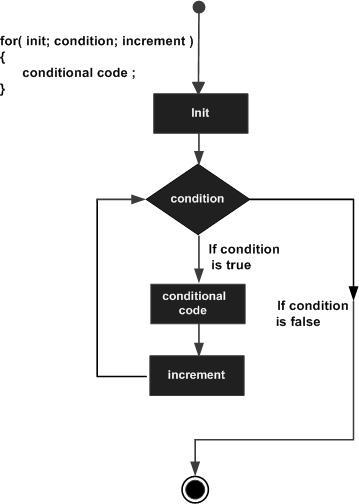 for( init; condition; increment )
{
conditional code ;
}
Init
condition
If condition
is true
conditional
code
If condition
is false
increment